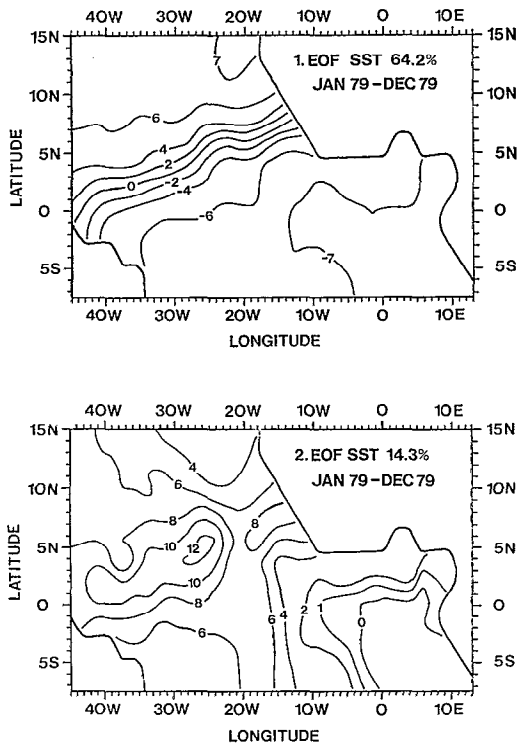 15N 40W 30W 20W 10W 0 10E 15N
7
1. EOF SST 64.2%
JAN 79 – DEC 79
10N 10N
6
4
5N 2 5N
0 -2
-4
0 -6 0
5S -7 5S
40W 30W 20W 10W 0 10E
LATITUDE
LONGITUDE
40W 30W 20W 10W 0 10E
15N 15N
2. EOF SST 14.3%
4
JAN 79 – DEC 79
6
10N 10N
8 8
5N 10 12 5N
10
0 8 6 4 2 1 0 0
6
5S 5S
40W 30W 20W 10W 0 10E
LATITUDE
LONGITUDE